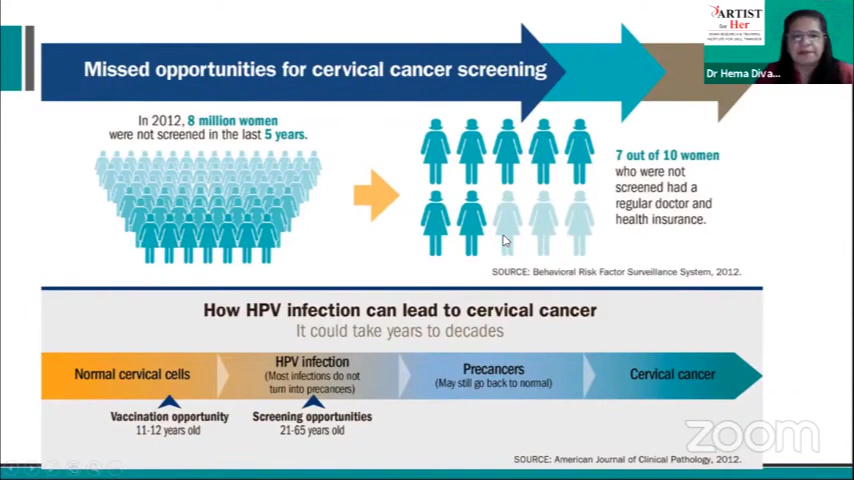 ARTIST
for Her
Dr Hema Diva...
Missed opportunities for cervical cancer screening
In 2012, 8 million women
were not screened in the last 5 years.
7 out of 10 women
who were not
screened had a
regular doctor and
health insurance.
SOURCE: Behavioral Risk Factor Surveillance System, 2012.
How HPV infection can lead to cervical cancer
It could take years to decades
Normal cervical cells
HPV infection
(Most infections do not
turn into precancers)
Precancers
(May still go back to normal)
Cervical cancer
Vaccination opportunity
11-12 years old
Screening opportunities
21-65 years old
zoom
SOURCE: American Journal of Clinical Pathology, 2012.